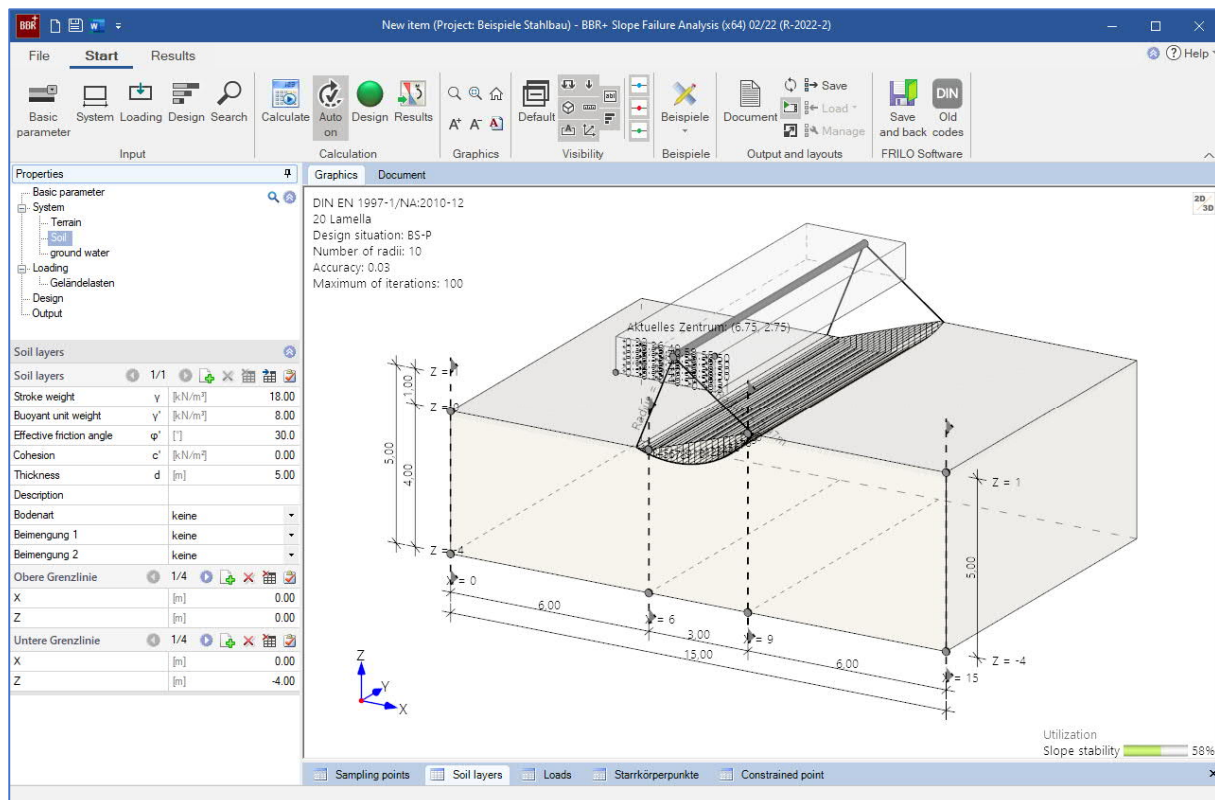 BBR+
New item (Project: Beispiele Stahlbau) - BBR+ Slope Failure Analysis (x64) 02/22 (R-2022-2)
File Start Results
Help
Basic parameter
System
Loading
Design
Search
Calculate
Auto on
Design
Results
Default
Beispiele
Document
Save
Load
Manage
Save and back
DIN
Old codes
Input
Calculation
Graphics
Visibility
Beispiele
Output and layouts
FRILO Software
Properties
Basic parameter
System
Terrain
Soil
ground water
Loading
Geländelasten
Design
Output
Soil layers
Soil layers 1/1
Stroke weight γ [kN/m³] 18.00
Buoyant unit weight γ' [kN/m³] 8.00
Effective friction angle φ' [°] 30.0
Cohesion c' [kN/m²] 0.00
Thickness d [m] 5.00
Description
Bodenart keine
Beimengung 1 keine
Beimengung 2 keine
Obere Grenzlinie 1/4
X [m] 0.00
Z [m] 0.00
Untere Grenzlinie 1/4
X [m] 0.00
Z [m] -4.00
Graphics Document
2D/3D
DIN EN 1997-1/NA:2010-12
20 Lamella
Design situation: BS-P
Number of radii: 10
Accuracy: 0.03
Maximum of iterations: 100
Aktuelles Zentrum: (6.75, 2.75)
Radius =
1,00
Z =
5,00
4,00
Z = -4
Z = 1
5,00
Z = -4
X = 0
6,00
= 6
3,00
= 9
15,00
6,00
X = 15
Z
Y
X
Utilization
Slope stability 58%
Sampling points Soil layers Loads Starrkörperpunkte Constrained point